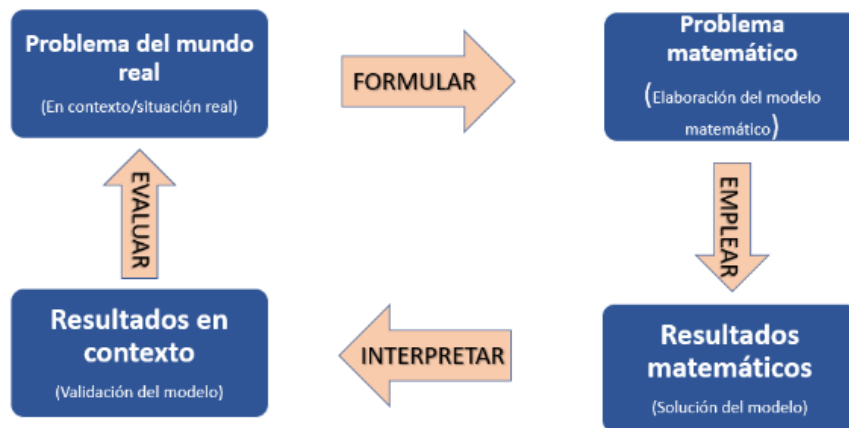 Problema del mundo
real
(En contexto/situación real)
FORMULAR
Problema
matemático
(Elaboración del modelo
matemático)
EVALUAR
EMPLEAR
Resultados en
contexto
(Validación del modelo)
INTERPRETAR
Resultados
matemáticos
(Solución del modelo)